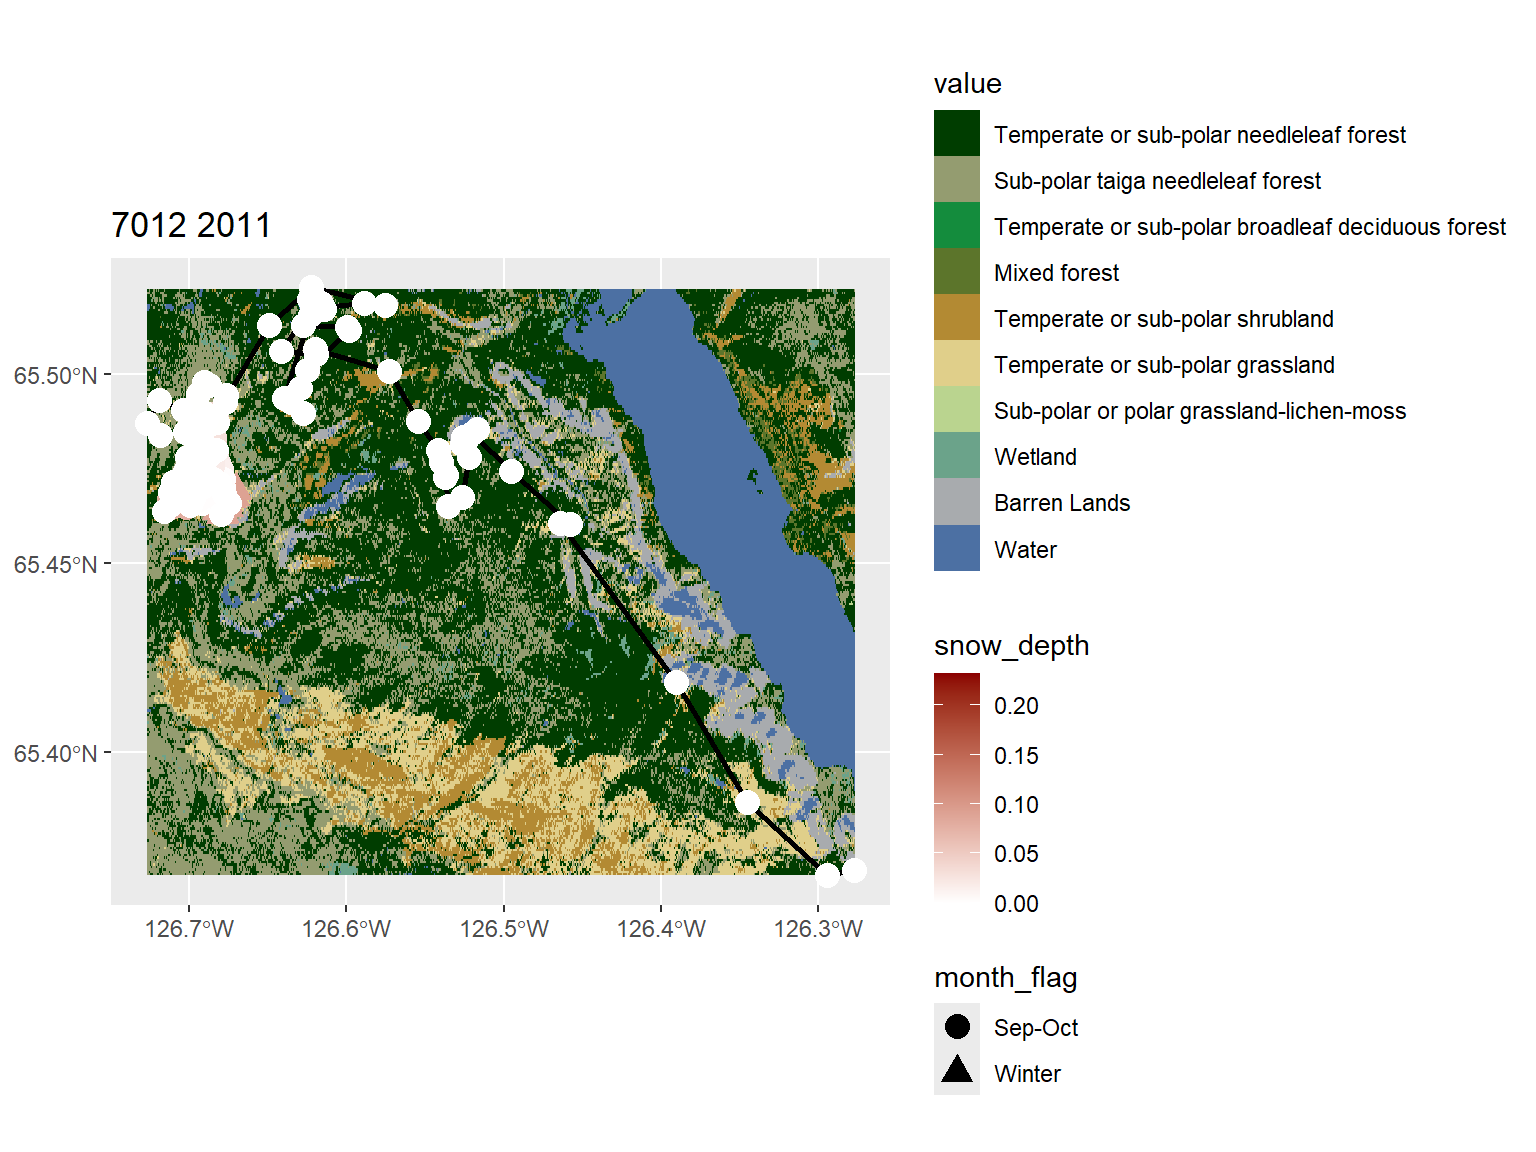 7012 2011
65.50°N
65.45°N
65.40°N
126.7°W
126.6°W
126.5°W
126.4°W
126.3°W
value
Temperate or sub-polar needleleaf forest
Sub-polar taiga needleleaf forest
Temperate or sub-polar broadleaf deciduous forest
Mixed forest
Temperate or sub-polar shrubland
Temperate or sub-polar grassland
Sub-polar or polar grassland-lichen-moss
Wetland
Barren Lands
Water
snow_depth
0.20
0.15
0.10
0.05
0.00
month_flag
Sep-Oct
Winter